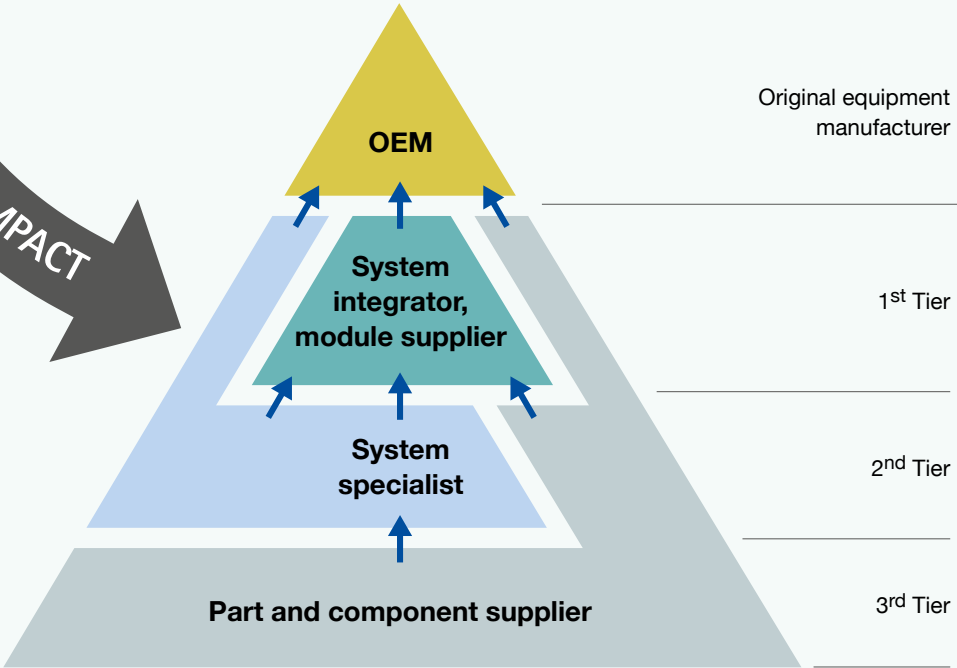 Original equipment
manufacturer
OEM
MPACT
System
integrator,
module supplier
1st Tier
System
specialist
2nd Tier
Part and component supplier
3rd Tier